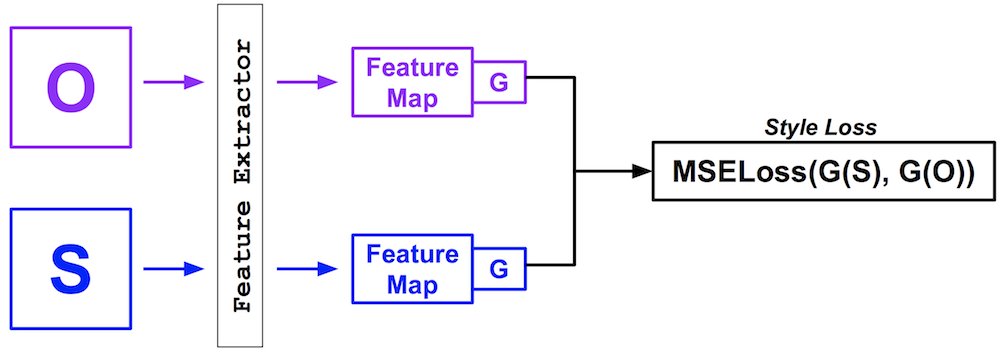 O
Feature Extractor
Feature
Map
G
Style Loss
MSELoss(G(S), G(O))
S
Feature
Map
G